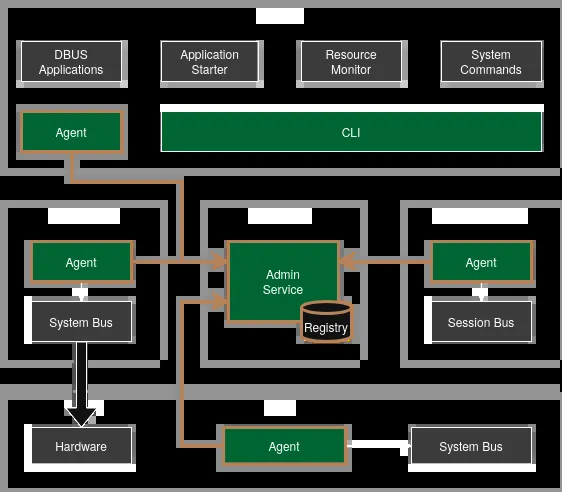 DBUS
Applications
Application
Starter
Resource
Monitor
System
Commands
Agent
CLI
Agent
Admin
Service
Agent
System Bus
Registry
Session Bus
Hardware
Agent
System Bus